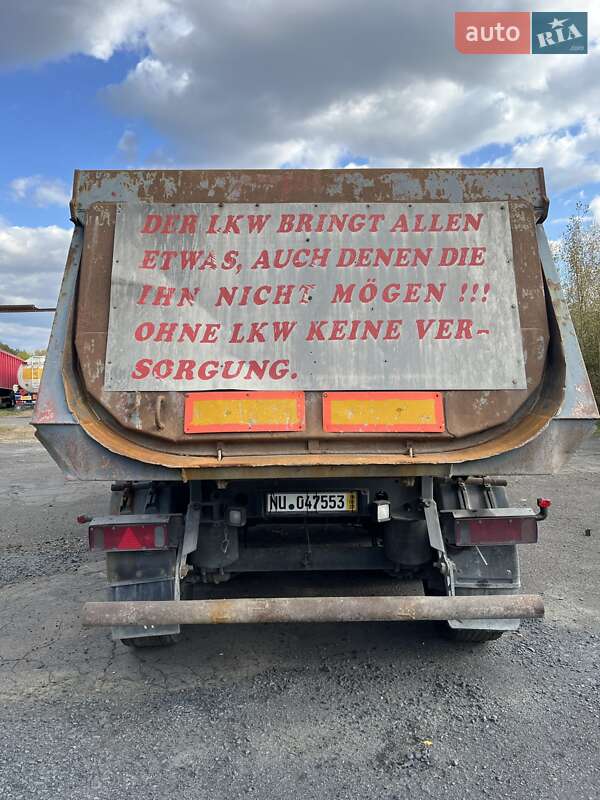 auto RIA
DER LKW BRINGT ALLEN
ETWAS, AUCH DENEN DIE
IHN NICHT MÖGEN !!!
OHNE LKW KEINE VER-
SORGUNG.
NU 047553